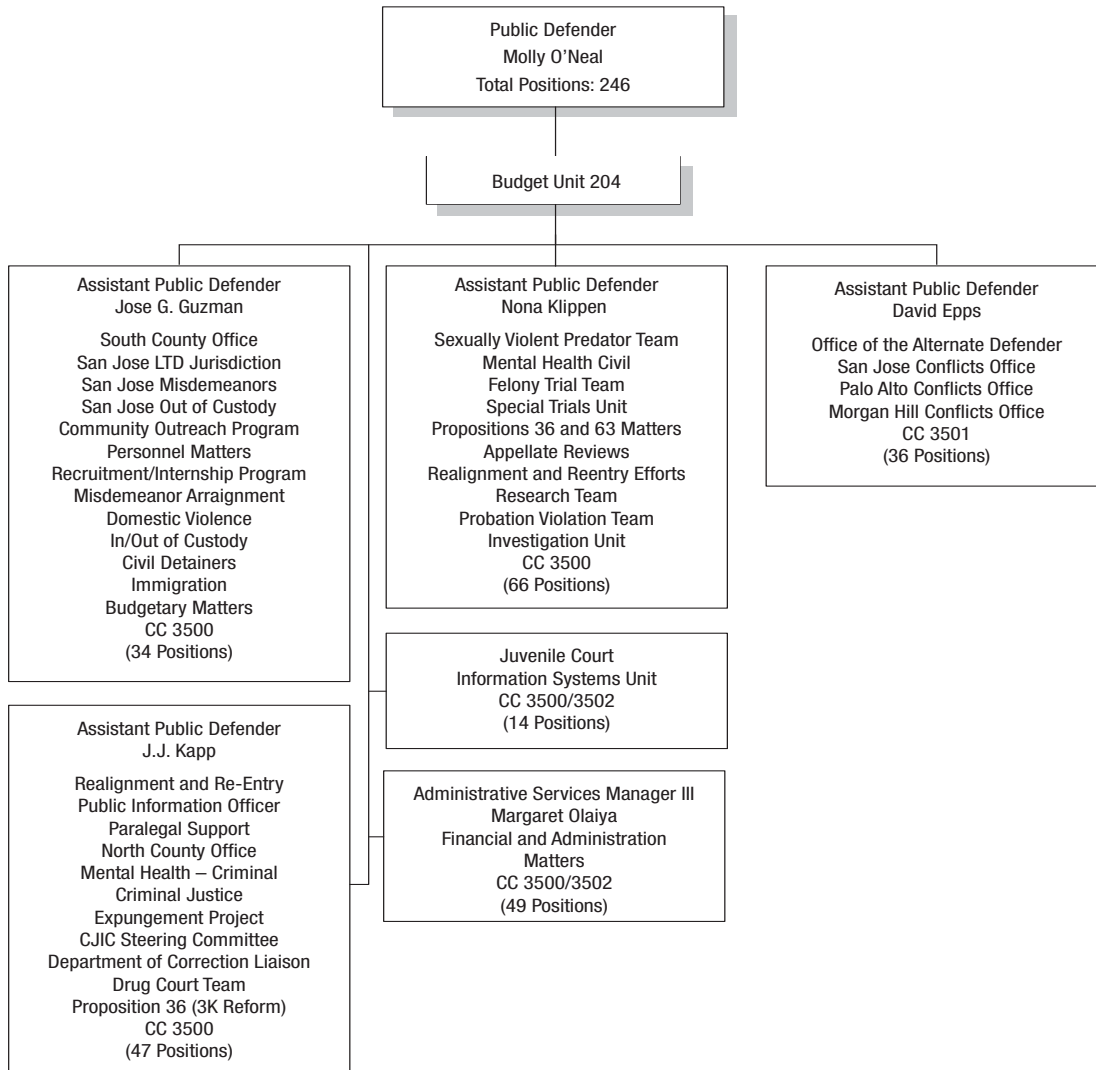 Public Defender
Molly O’Neal
Total Positions: 246
Budget Unit 204
Assistant Public Defender
Jose G. Guzman
South County Office
San Jose LTD Jurisdiction
San Jose Misdemeanors
San Jose Out of Custody
Community Outreach Program
Personnel Matters
Recruitment/Internship Program
Misdemeanor Arraignment
Domestic Violence
In/Out of Custody
Civil Detainers
Immigration
Budgetary Matters
CC 3500
(34 Positions)
Assistant Public Defender
Nona Klippen
Sexually Violent Predator Team
Mental Health Civil
Felony Trial Team
Special Trials Unit
Propositions 36 and 63 Matters
Appellate Reviews
Realignment and Reentry Efforts
Research Team
Probation Violation Team
Investigation Unit
CC 3500
(66 Positions)
Assistant Public Defender
David Epps
Office of the Alternate Defender
San Jose Conflicts Office
Palo Alto Conflicts Office
Morgan Hill Conflicts Office
CC 3501
(36 Positions)
Juvenile Court
Information Systems Unit
CC 3500/3502
(14 Positions)
Assistant Public Defender
J.J. Kapp
Realignment and Re-Entry
Public Information Officer
Paralegal Support
North County Office
Mental Health – Criminal
Criminal Justice
Expungement Project
CJIC Steering Committee
Department of Correction Liaison
Drug Court Team
Proposition 36 (3K Reform)
CC 3500
(47 Positions)
Administrative Services Manager III
Margaret Olaiya
Financial and Administration
Matters
CC 3500/3502
(49 Positions)